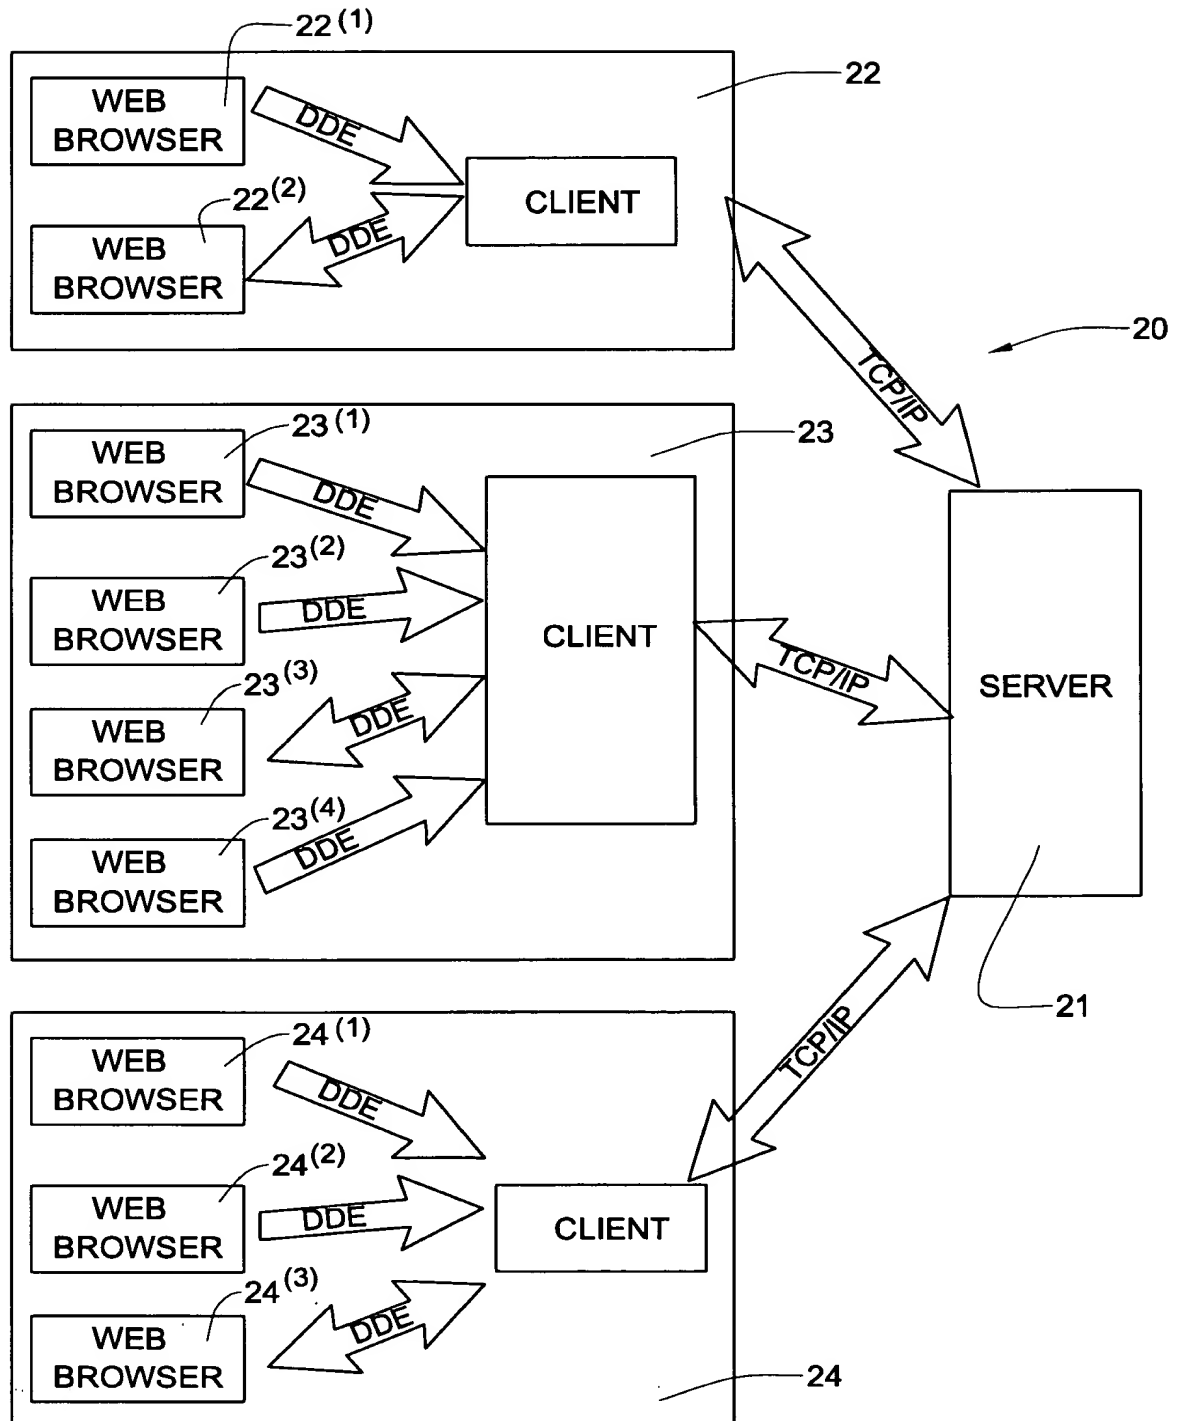 22(1)
22
WEB
BROWSER
DDE
22(2)
CLIENT
WEB
BROWSER
DDE
20
TCP/IP
23(1)
23
WEB
BROWSER
DDE
23(2)
WEB
BROWSER
DDE
CLIENT
TCP/IP
SERVER
23(3)
WEB
BROWSER
DDE
23(4)
WEB
BROWSER
DDE
21
24(1)
WEB
BROWSER
DDE
TCP/IP
24(2)
WEB
BROWSER
DDE
CLIENT
24(3)
WEB
BROWSER
DDE
24